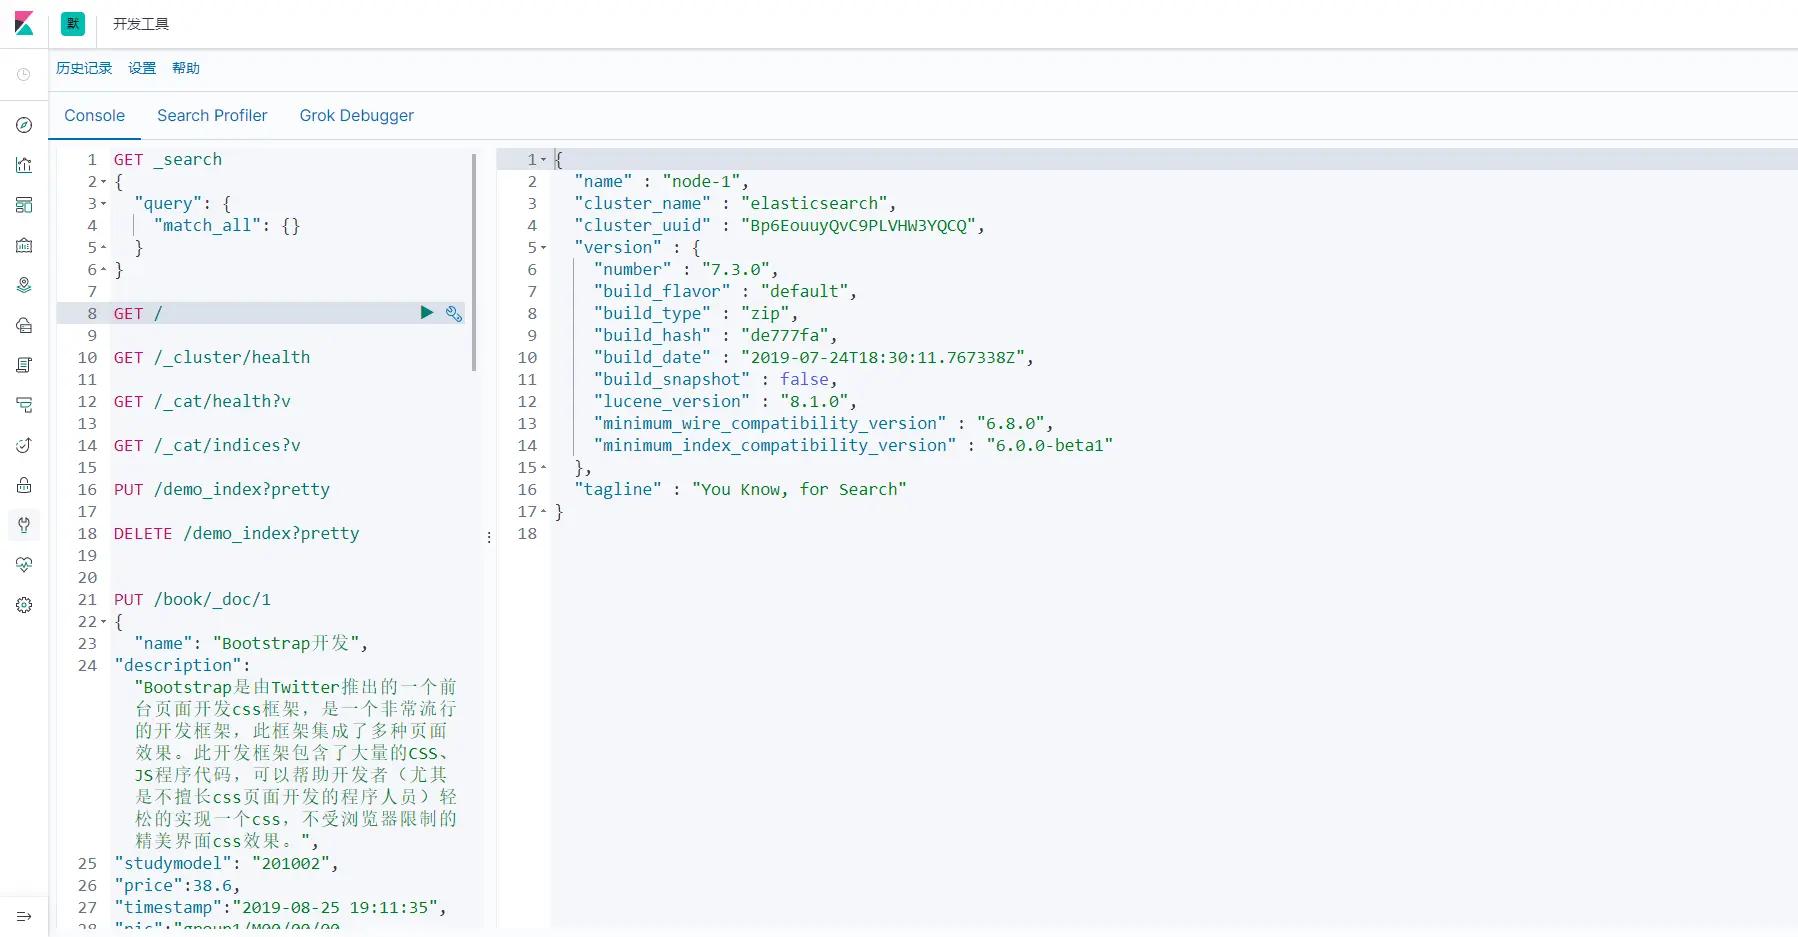 默 开发工具
历史记录 设置 帮助
Console Search Profiler Grok Debugger
1 GET _search
2 {
3 "query": {
4 "match_all": {}
5 }
6 }
7
8 GET /
9
10 GET /_cluster/health
11
12 GET /_cat/health?v
13
14 GET /_cat/indices?v
15
16 PUT /demo_index?pretty
17
18 DELETE /demo_index?pretty
19
20
21 PUT /book/_doc/1
22 {
23 "name": "Bootstrap开发",
24 "description":
"Bootstrap是由Twitter推出的一个前
台页面开发css框架，是一个非常流行
的开发框架，此框架集成了多种页面
效果。此开发框架包含了大量的CSS、
JS程序代码，可以帮助开发者（尤其
是不擅长css页面开发的程序人员）轻
松的实现一个css，不受浏览器限制的
精美界面css效果。",
25 "studymodel": "201002",
26 "price":38.6,
27 "timestamp":"2019-08-25 19:11:35",
28 "pic":"group1/M00/00/00
1 {
2 "name" : "node-1",
3 "cluster_name" : "elasticsearch",
4 "cluster_uuid" : "Bp6EouuyQvC9PLVHW3YQCQ",
5 "version" : {
6 "number" : "7.3.0",
7 "build_flavor" : "default",
8 "build_type" : "zip",
9 "build_hash" : "de777fa",
10 "build_date" : "2019-07-24T18:30:11.767338Z",
11 "build_snapshot" : false,
12 "lucene_version" : "8.1.0",
13 "minimum_wire_compatibility_version" : "6.8.0",
14 "minimum_index_compatibility_version" : "6.0.0-beta1"
15 },
16 "tagline" : "You Know, for Search"
17 }
18